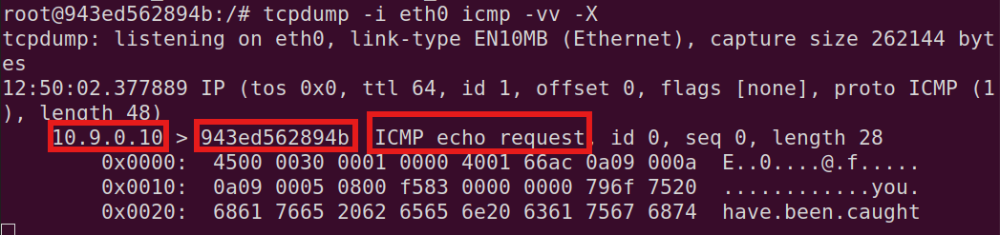 root@943ed562894b:/# tcpdump -i eth0 icmp -vv -X
tcpdump: listening on eth0, link-type EN10MB (Ethernet), capture size 262144 byt
es
12:50:02.377889 IP (tos 0x0, ttl 64, id 1, offset 0, flags [none], proto ICMP (1
), length 48)
10.9.0.10 > 943ed562894b ICMP echo request, id 0, seq 0, length 28
0x0000:  4500 0030 0001 0000 4001 66ac 0a09 000a  E..0....@.f.....
0x0010:  0a09 0005 0800 f583 0000 0000 796f 7520  ............you.
0x0020:  6861 7665 2062 6565 6e20 6361 7567 6874  have.been.caught